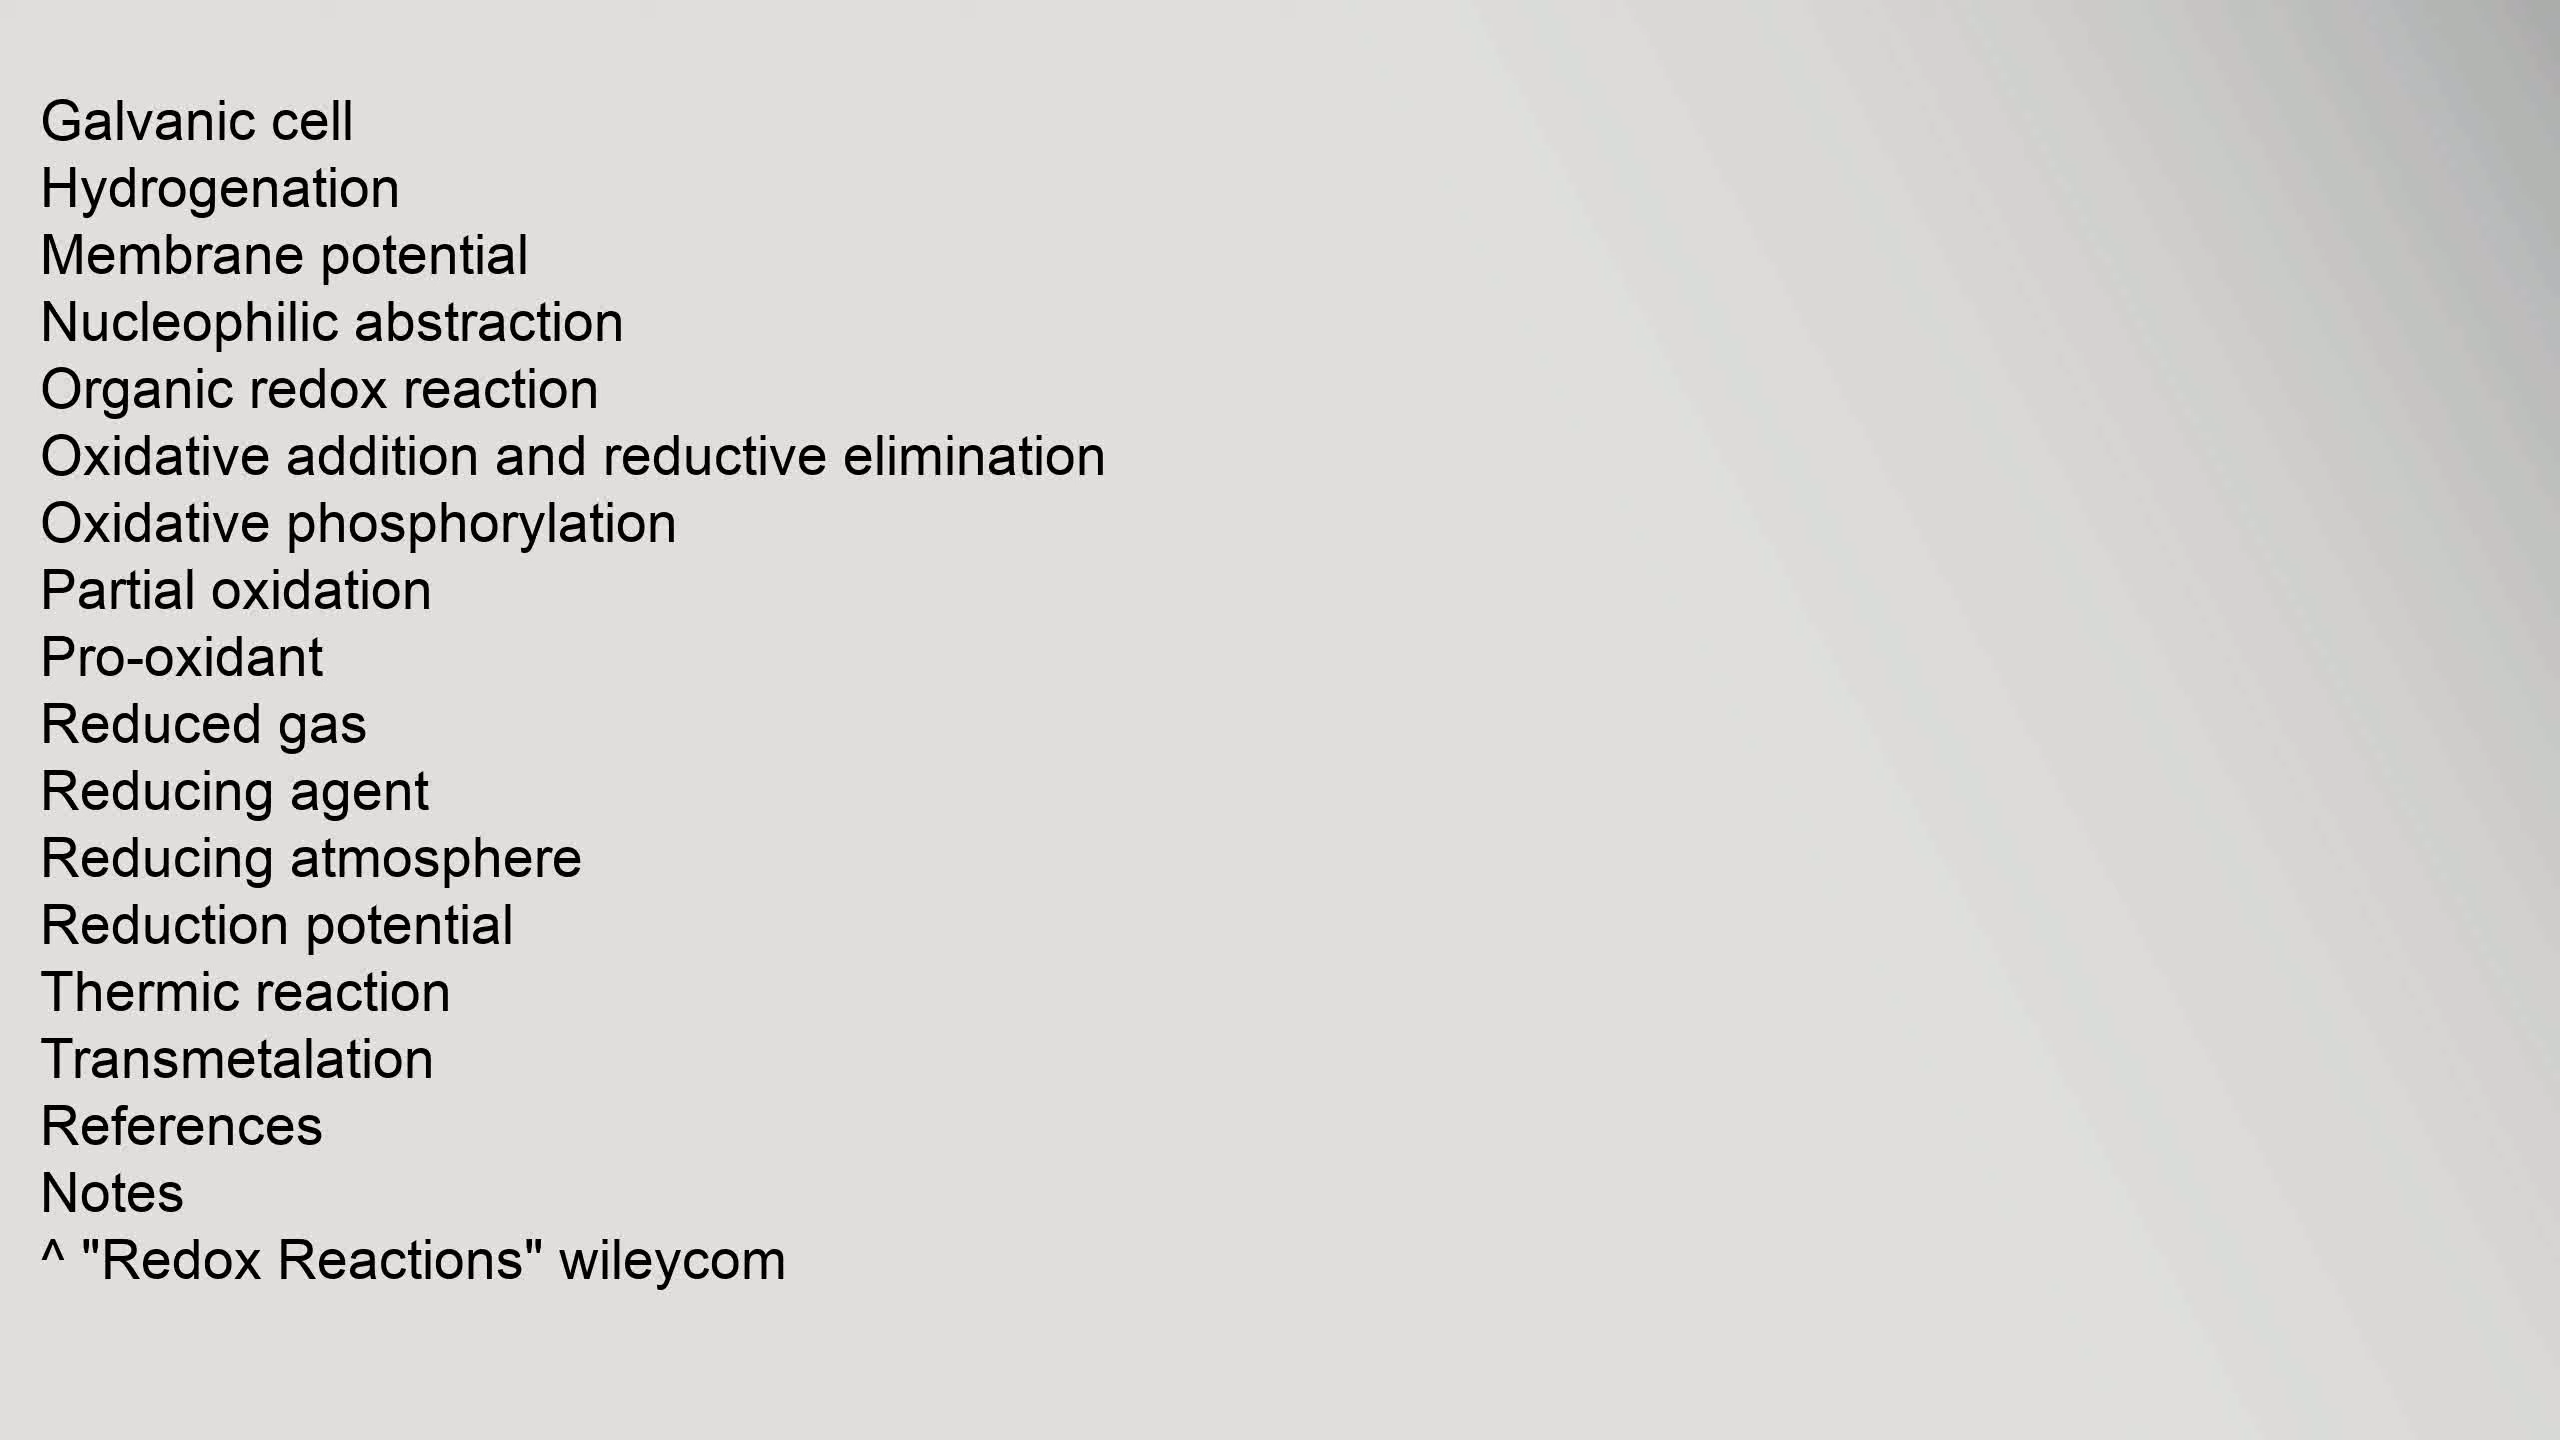 Galvanic cell
Hydrogenation
Membrane potential
Nucleophilic abstraction
Organic redox reaction
Oxidative addition and reductive elimination
Oxidative phosphorylation
Partial oxidation
Pro-oxidant
Reduced gas
Reducing agent
Reducing atmosphere
Reduction potential
Thermic reaction
Transmetalation
References
Notes
^ "Redox Reactions" wileycom